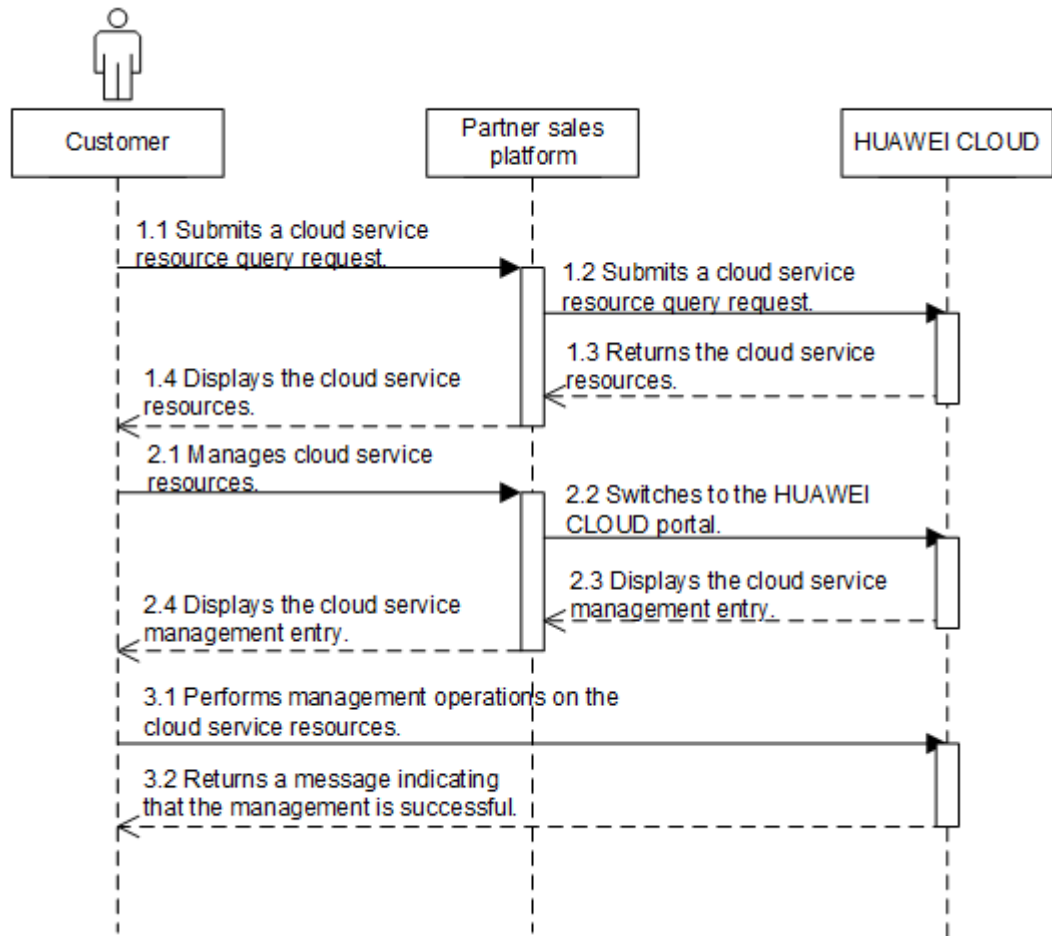 Customer
Partner sales
platform
HUAWEI CLOUD
1.1 Submits a cloud service
resource query request.
1.2 Submits a cloud service
resource query request.
1.3 Returns the cloud service
resources.
1.4 Displays the cloud service
resources.
2.1 Manages cloud service
resources.
2.2 Switches to the HUAWEI
CLOUD portal.
2.3 Displays the cloud service
management entry.
2.4 Displays the cloud service
management entry.
3.1 Performs management operations on the
cloud service resources.
3.2 Returns a message indicating
that the management is successful.